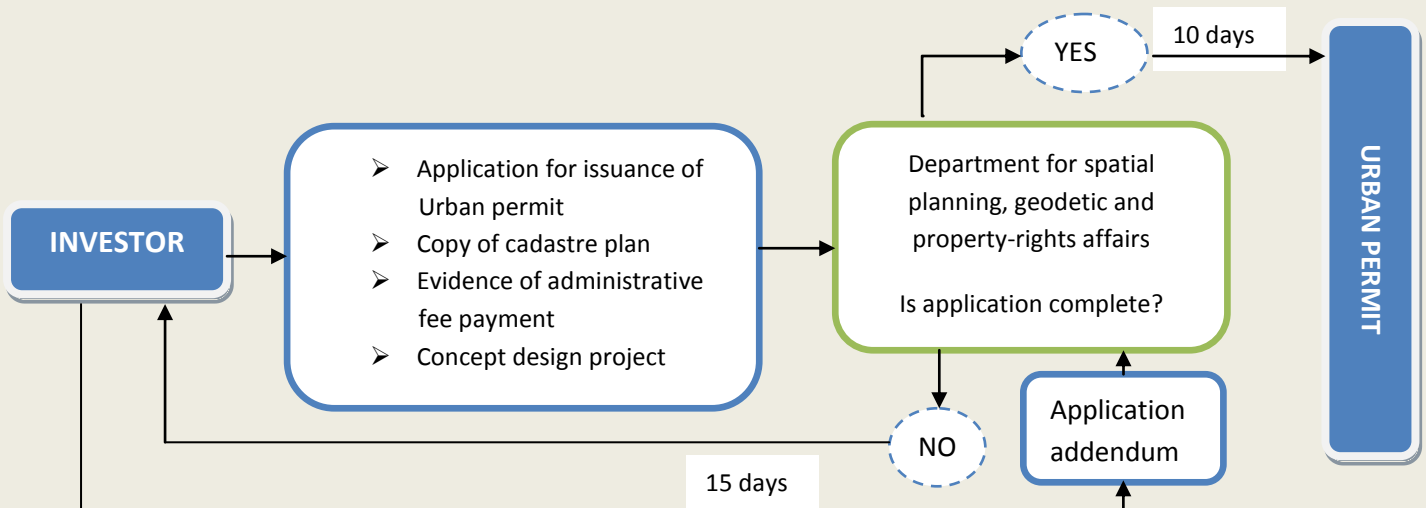 INVESTOR
➢ Application for issuance of
Urban permit
➢ Copy of cadastre plan
➢ Evidence of administrative
fee payment
➢ Concept design project
Department for spatial
planning, geodetic and
property-rights affairs
Is application complete?
YES
10 days
URBAN PERMIT
NO
15 days
Application
addendum